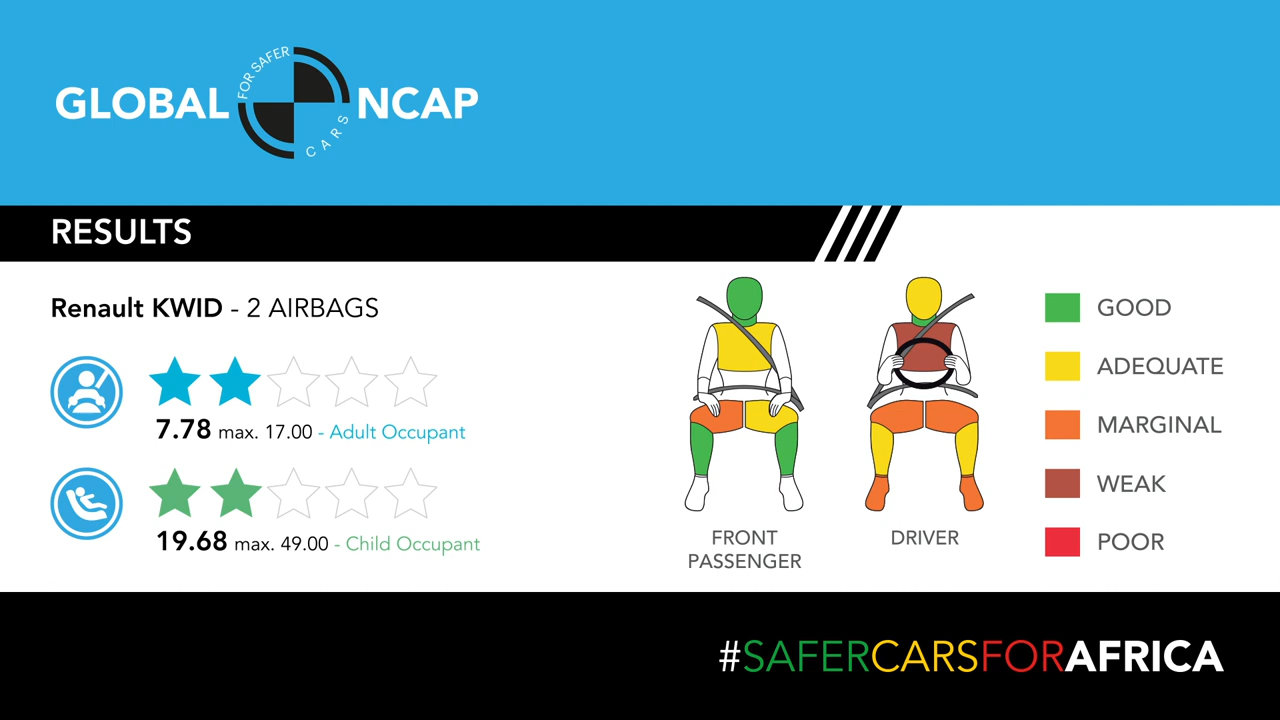 GLOBAL FOR SAFER CARS NCAP
RESULTS
Renault KWID - 2 AIRBAGS
7.78 max. 17.00 - Adult Occupant
19.68 max. 49.00 - Child Occupant
FRONT
PASSENGER
DRIVER
GOOD
ADEQUATE
MARGINAL
WEAK
POOR
#SAFERCARSFORAFRICA